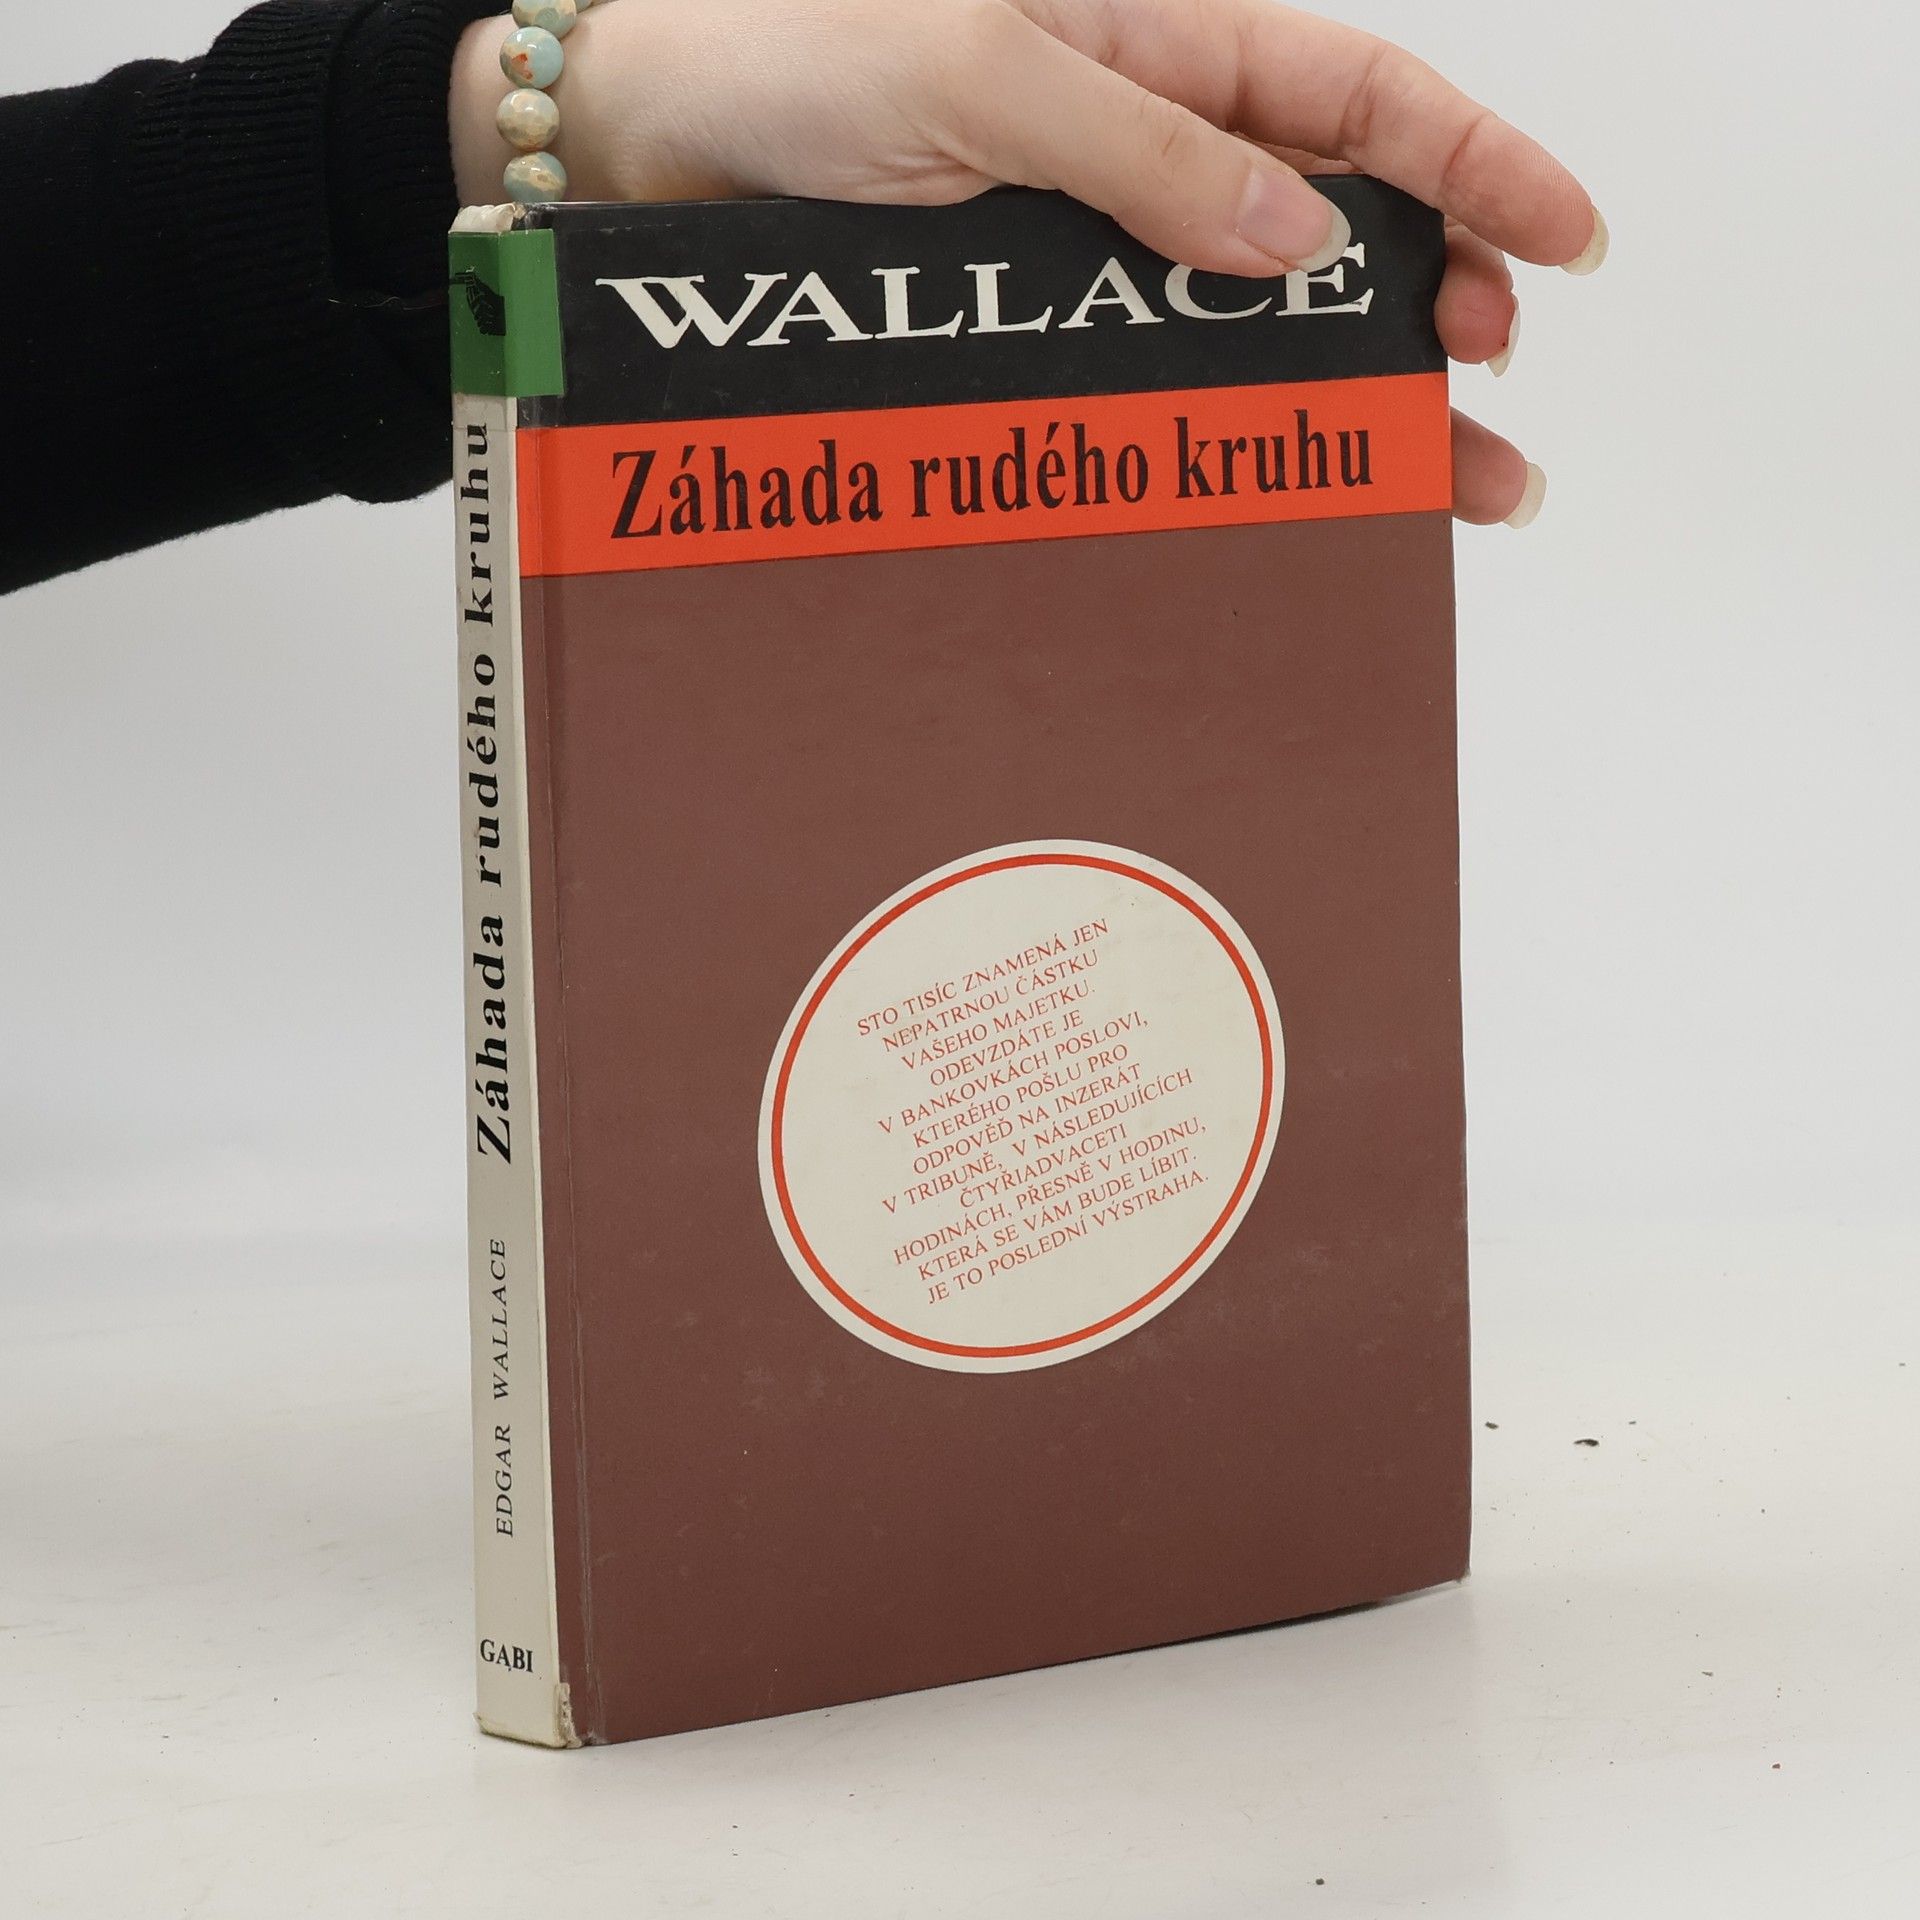 WALLACE
Záhada rudého kruhu
STO TISÍC ZNAMENÁ JEN
NEPATRNOU ČÁSTKU
VAŠEHO MAJETKU.
ODEVZDÁTE JE
V BANKOVKÁCH POSLOVI,
KTERÉHO POŠLU PRO
ODPOVĚĎ NA INZERÁT
V TRIBUNĚ, V NÁSLEDUJÍCÍCH
ČTYŘIADVACETI
HODINÁCH, PŘESNĚ V HODINU,
KTERÁ SE VÁM BUDE LÍBIT.
JE TO POSLEDNÍ VÝSTRAHA.
EDGAR WALLACE Záhada rudého kruhu
GABI